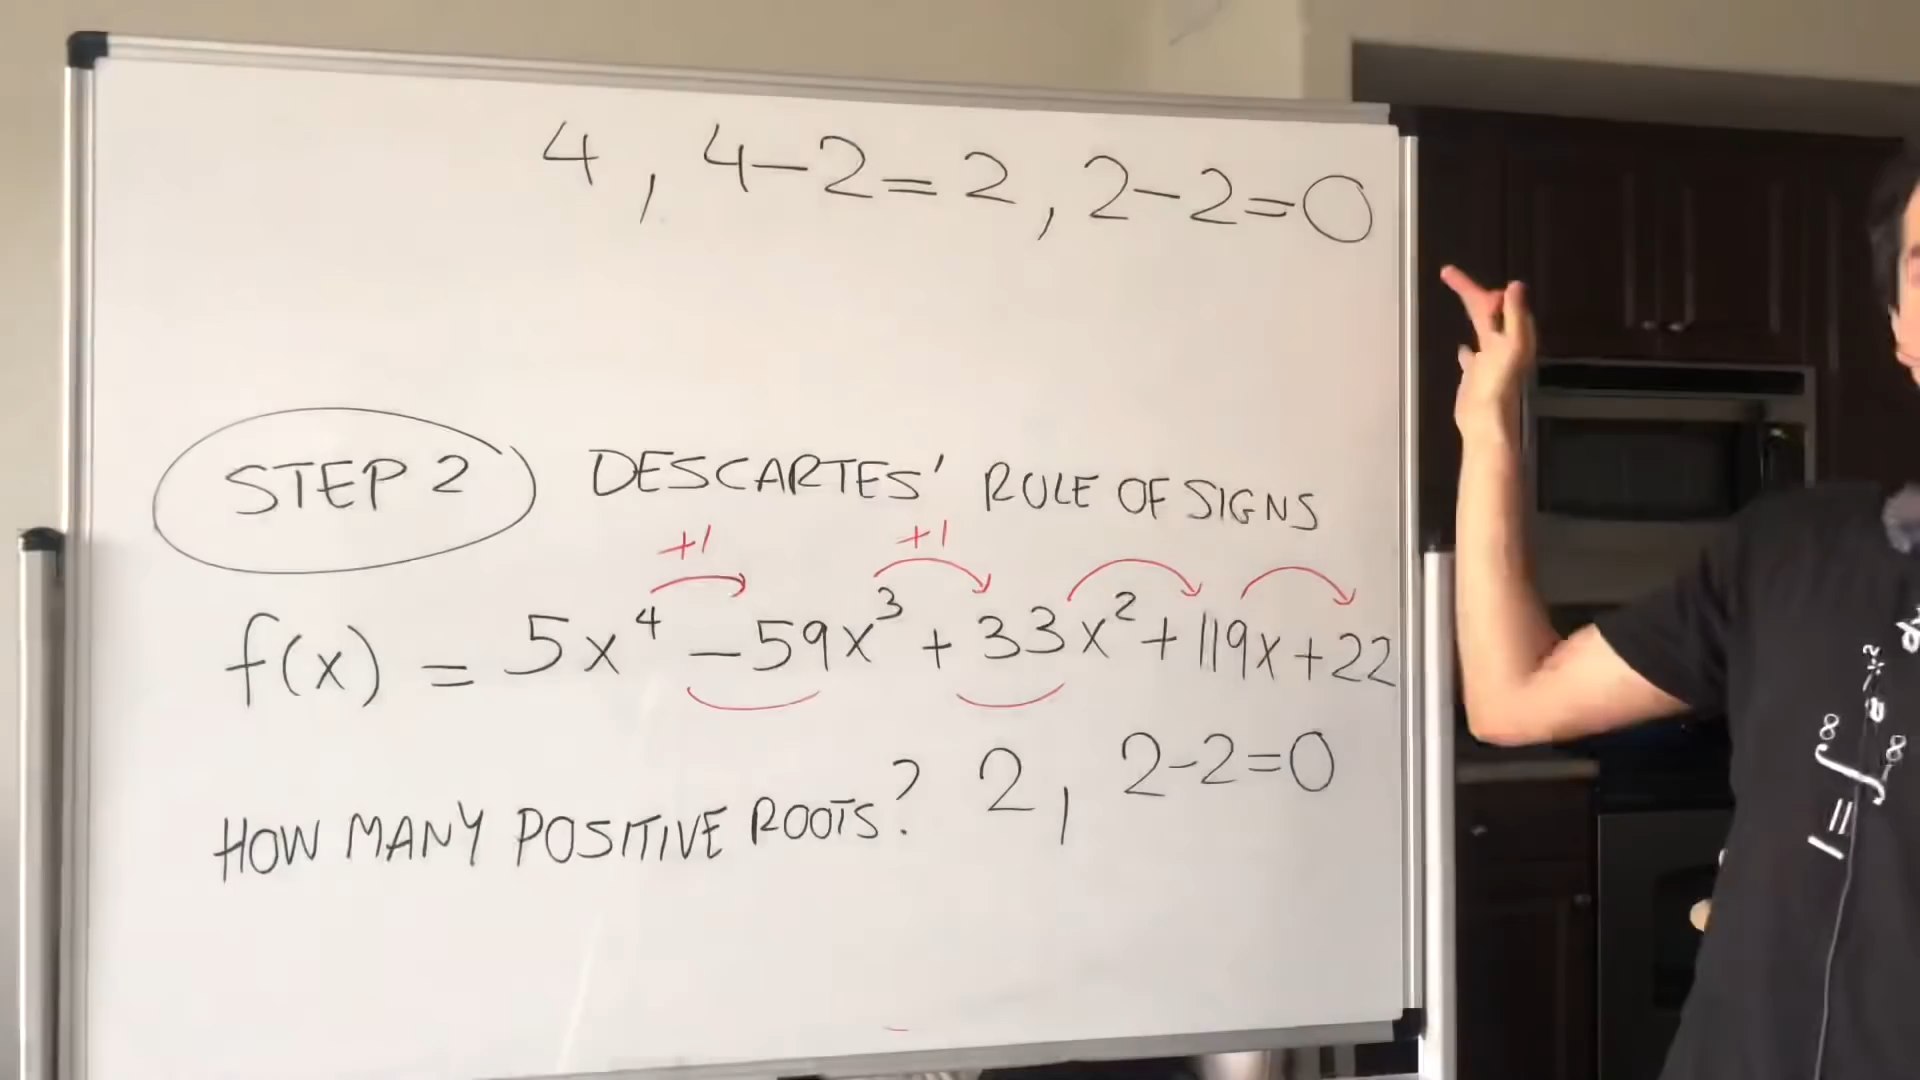 4, 4-2=2, 2-2=0
STEP 2) DESCARTES' RULE OF SIGNS
+1 +1
f(x) = 5x⁴ -59x³ + 33x² + 119x + 22
HOW MANY POSITIVE ROOTS? 2, 2-2=0